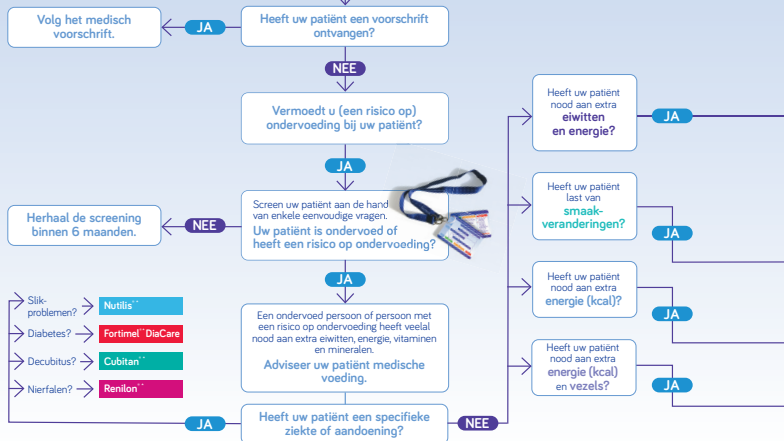 Heeft uw patiënt een voorschrift
ontvangen?
JA
Volg het medisch
voorschrift.
NEE
Vermoedt u (een risico op)
ondervoeding bij uw patiënt?
JA
Screen uw patiënt aan de hand
van enkele eenvoudige vragen.
Uw patiënt is ondervoed of
heeft een risico op ondervoeding?
NEE
Herhaal de screening
binnen 6 maanden.
JA
Een ondervoed persoon of persoon met
een risico op ondervoeding heeft veelal
nood aan extra eiwitten, energie, vitaminen
en mineralen.
Adviseer uw patiënt medische
voeding.
Heeft uw patiënt een specifieke
ziekte of aandoening?
JA
Slik-
problemen?
Nutilis**
Diabetes?
Fortimel** DiaCare
Decubitus?
Cubitan**
Nierfalen?
Renilon**
NEE
Heeft uw patiënt
nood aan extra
eiwitten
en energie?
JA
Heeft uw patiënt
last van
smaak-
veranderingen?
JA
Heeft uw patiënt
nood aan extra
energie (kcal)?
JA
Heeft uw patiënt
nood aan extra
energie (kcal)
en vezels?
JA